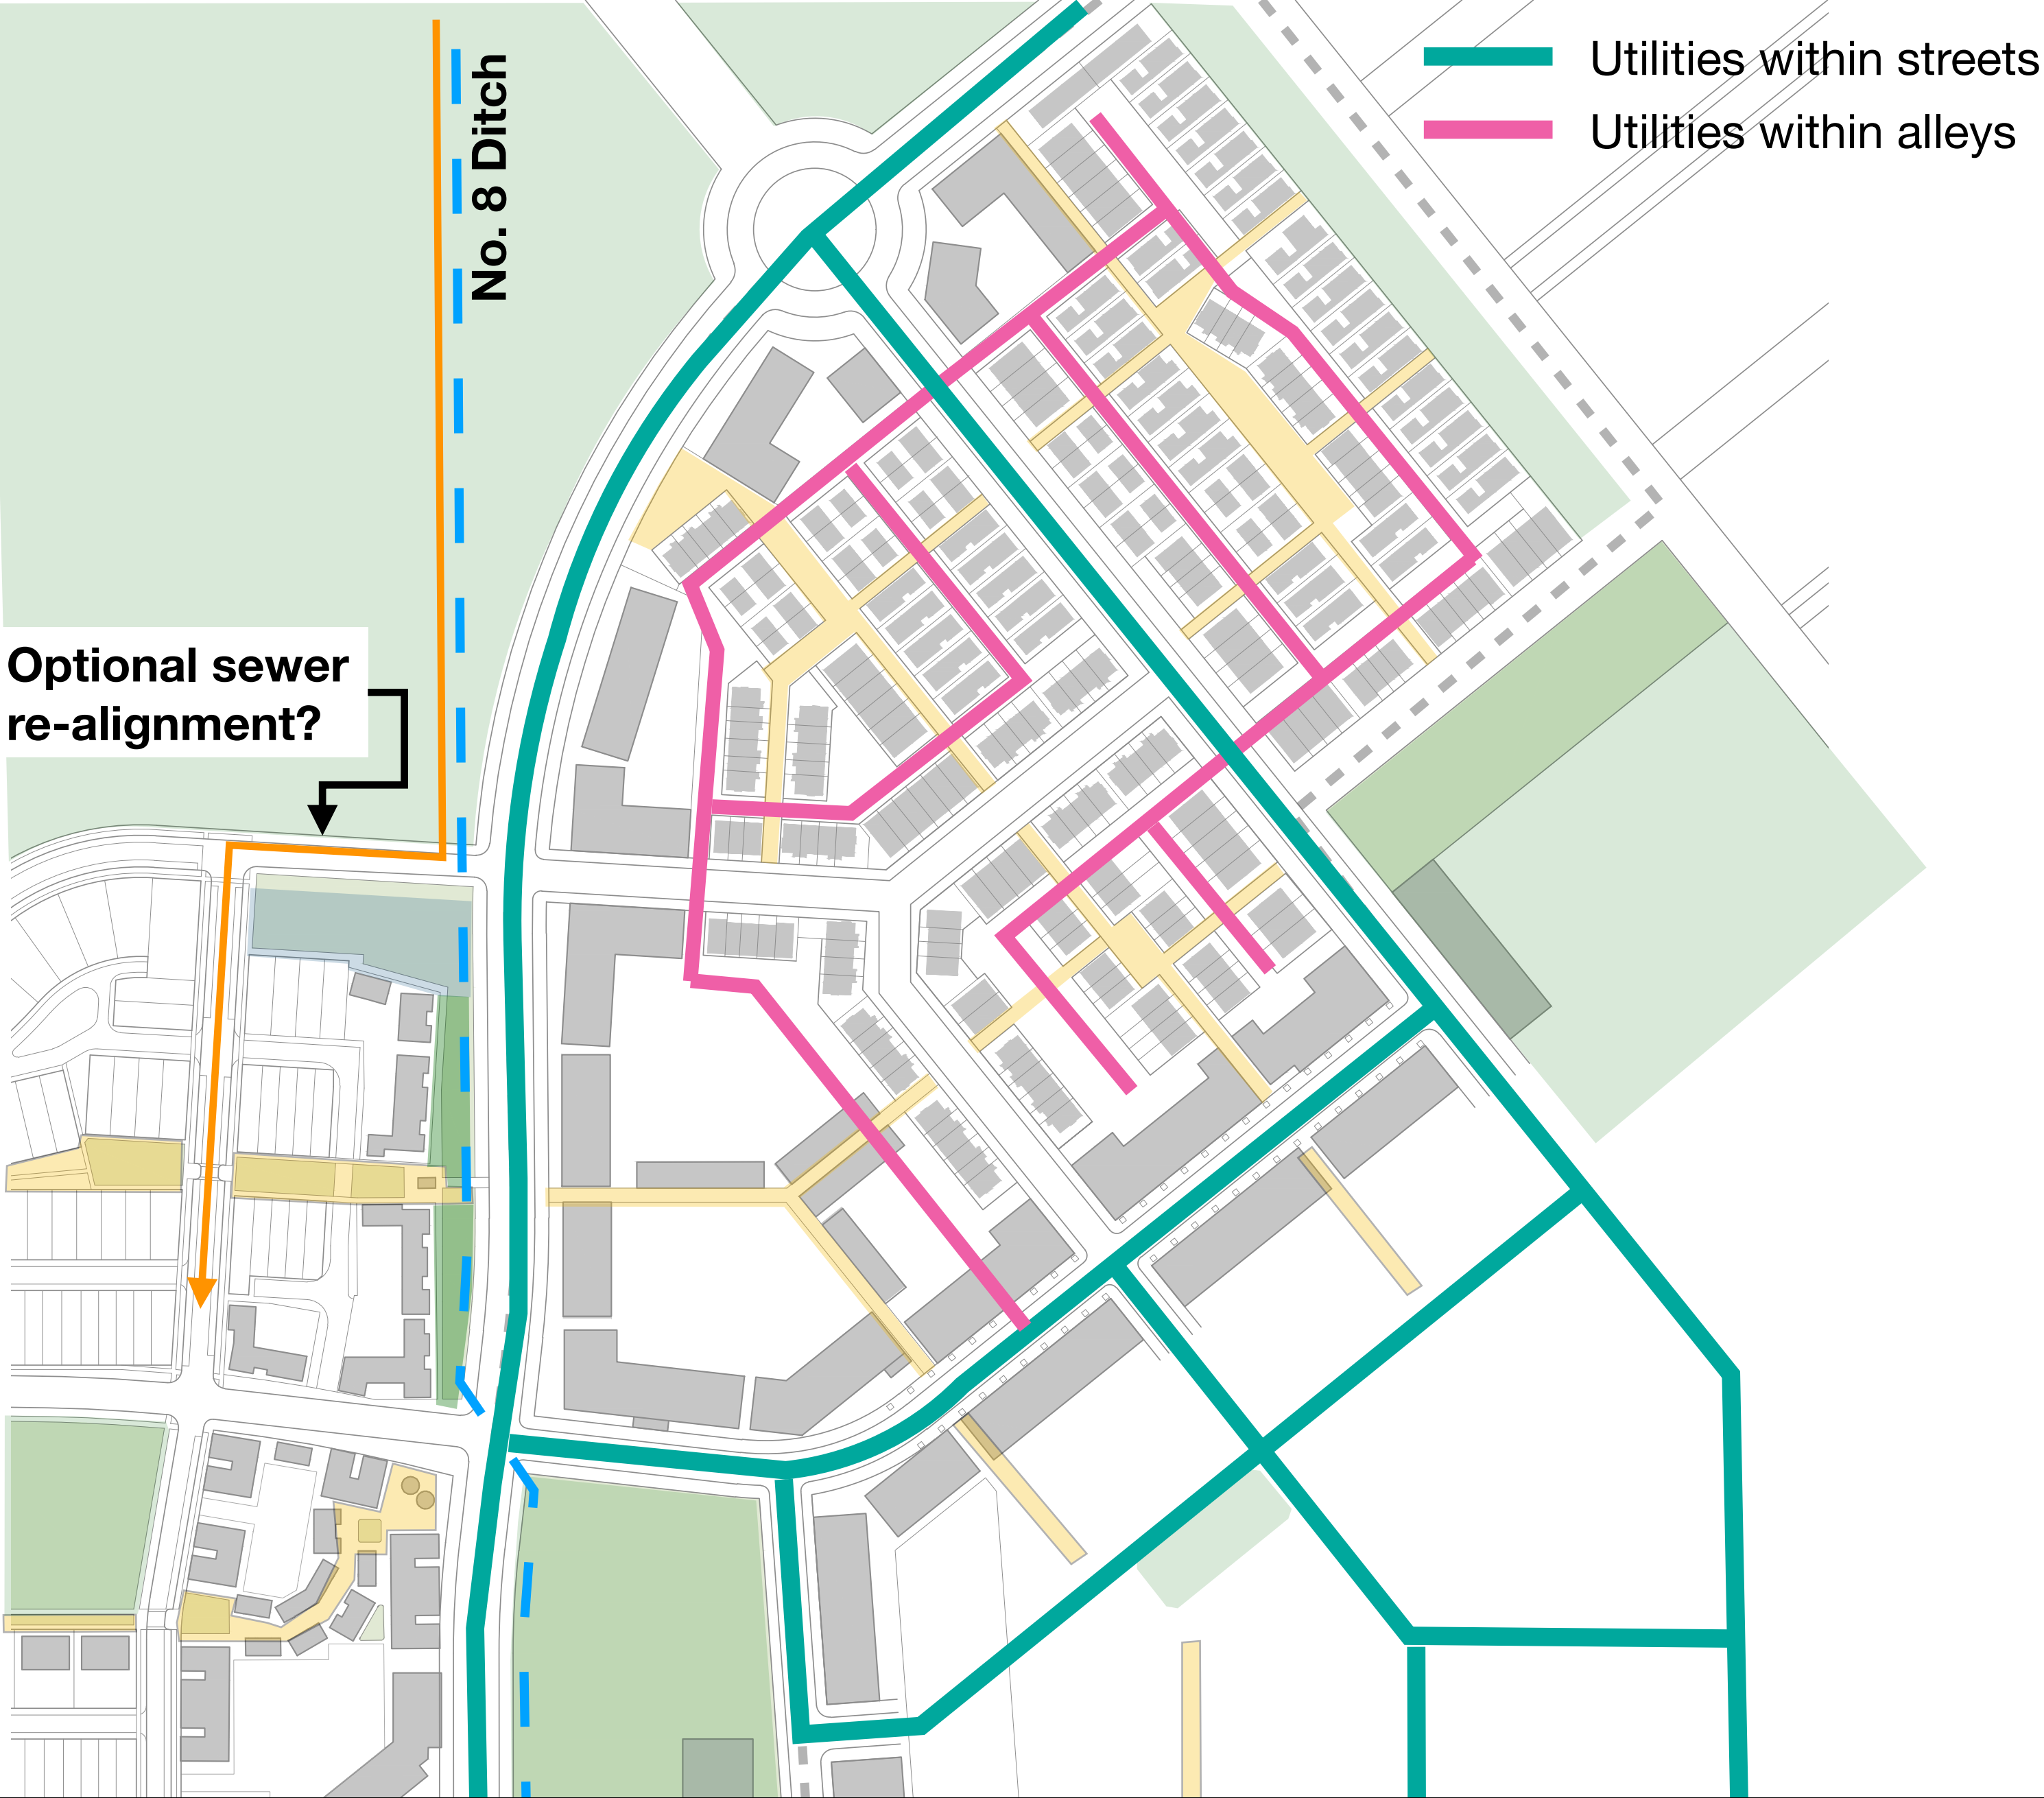 Utilities within streets
Utilities within alleys
No. 8 Ditch
Optional sewer
re-alignment?